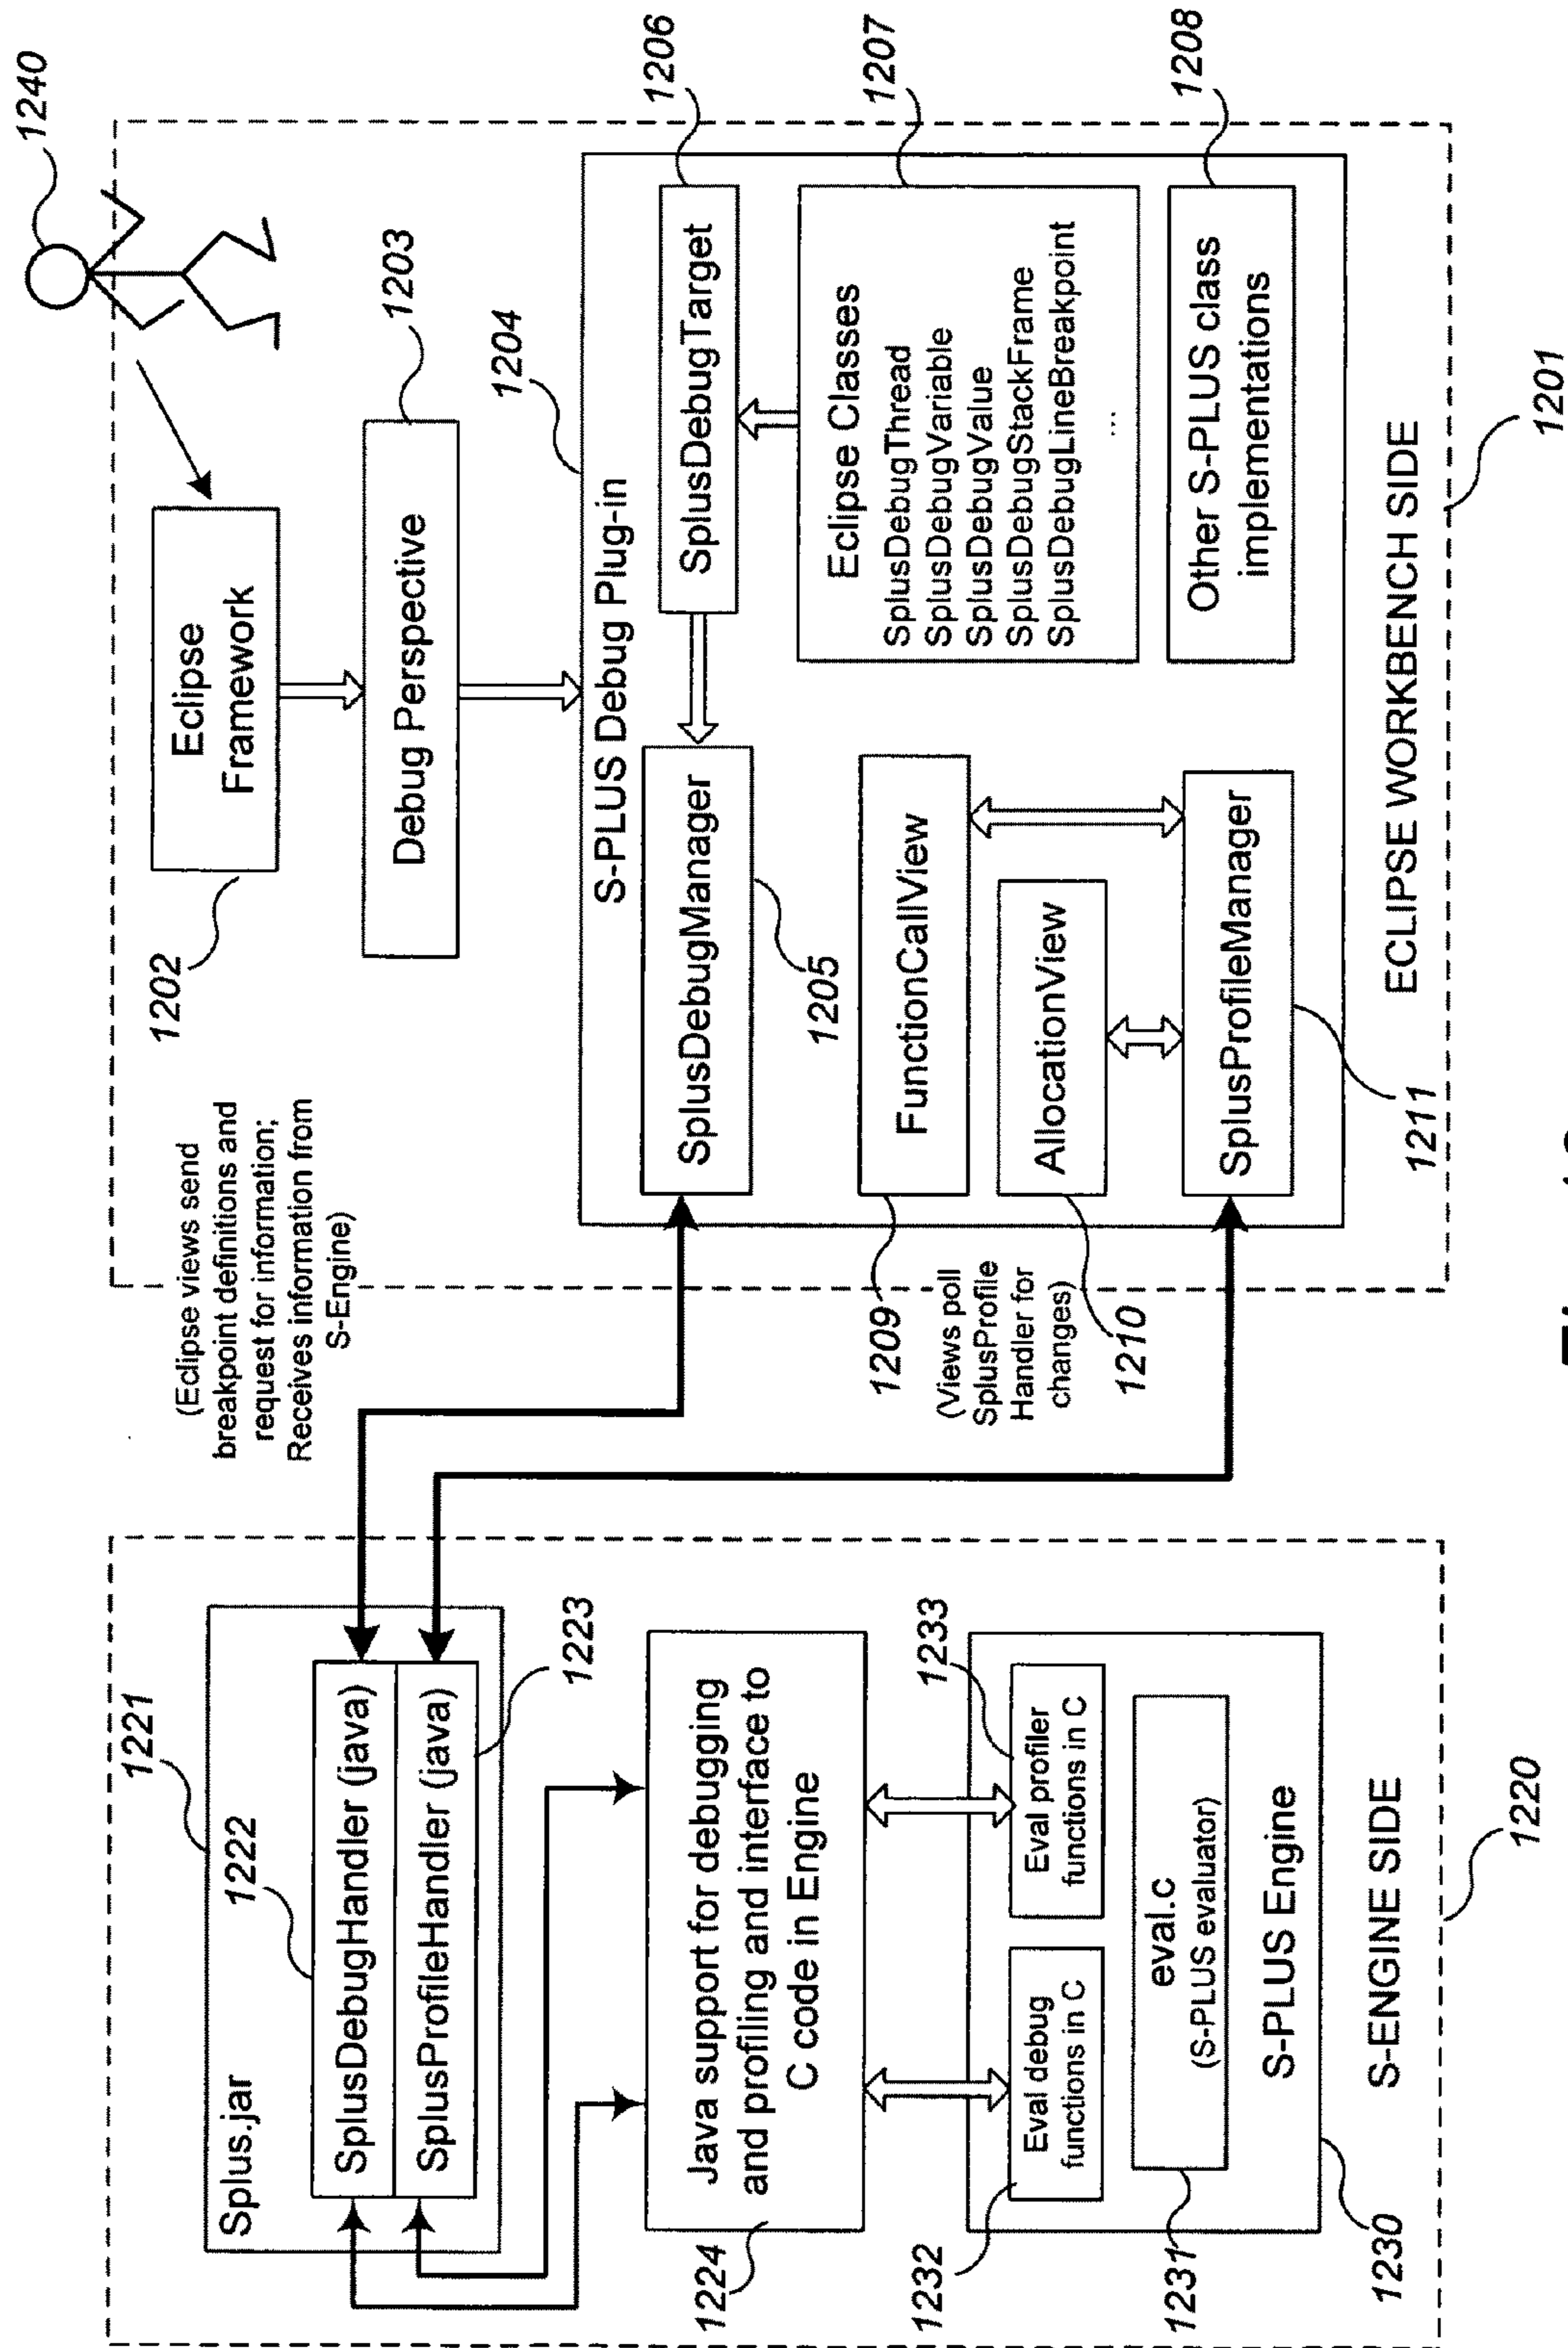 1221
Splus.jar
1222
SplusDebugHandler (java)
SplusProfileHandler (java)
1223
Java support for debugging
and profiling and interface to
C code in Engine
1224
1232
Eval debug
functions in C
Eval profiler
functions in C
1233
eval.c
(S-PLUS evaluator)
1231
S-PLUS Engine
1230
S-ENGINE SIDE
1220
(Eclipse views send
breakpoint definitions and
request for information;
Receives information from
S-Engine)
1240
Eclipse
Framework
1202
Debug Perspective
1203
1204
S-PLUS Debug Plug-in
SplusDebugManager
1205
SplusDebugTarget
1206
Eclipse Classes
SplusDebugThread
SplusDebugVariable
SplusDebugValue
SplusDebugStackFrame
SplusDebugLineBreakpoint
...
1207
FunctionCallView
1209
(Views poll
SplusProfile
Handler for
changes)
AllocationView
1210
SplusProfileManager
1211
Other S-PLUS class
implementations
1208
ECLIPSE WORKBENCH SIDE
1201